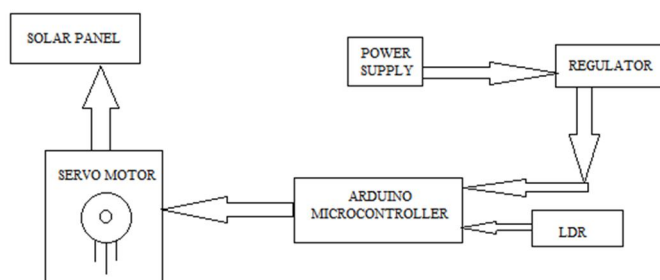 SOLAR PANEL
POWER
SUPPLY
REGULATOR
SERVO MOTOR
ARDUINO
MICROCONTROLLER
LDR